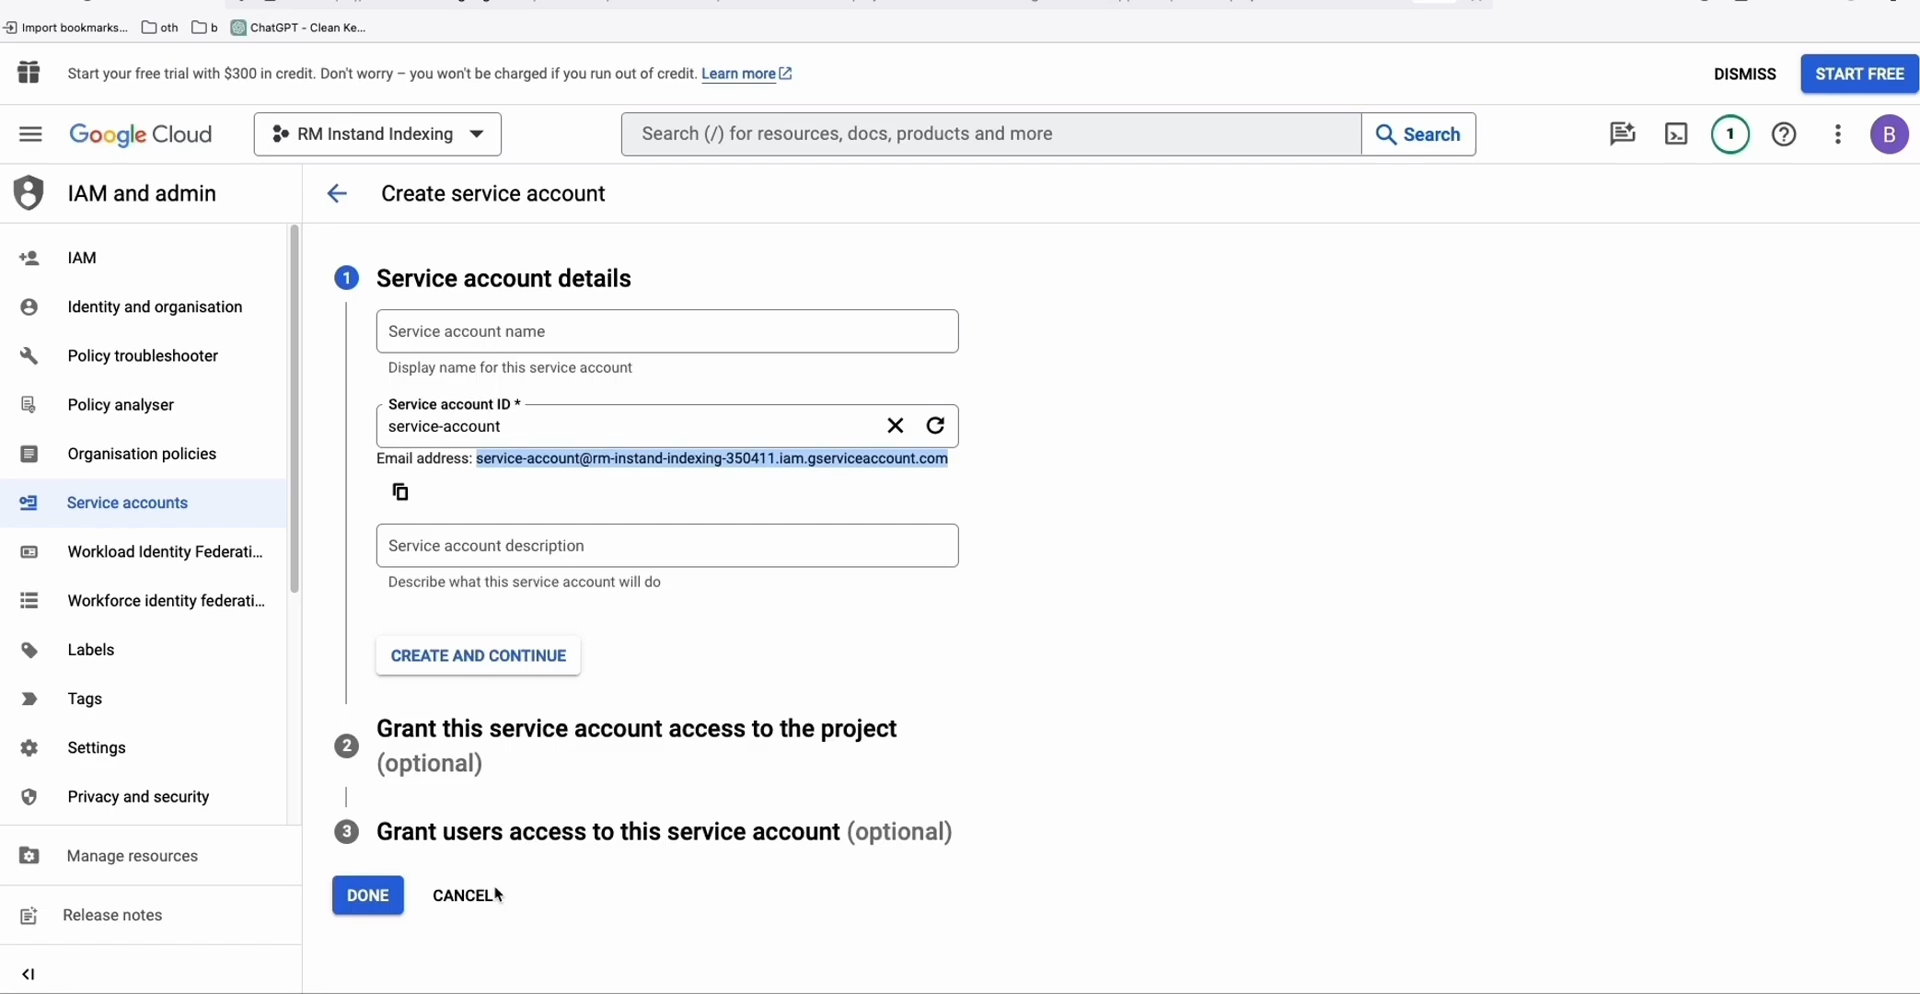 Import bookmarks... oth b ChatGPT - Clean Ke...
Start your free trial with $300 in credit. Don't worry – you won't be charged if you run out of credit. Learn more DISMISS START FREE
Google Cloud RM Instand Indexing Search (/) for resources, docs, products and more Search 1 B
IAM and admin
Create service account
IAM
Identity and organisation
Policy troubleshooter
Policy analyser
Organisation policies
Service accounts
Workload Identity Federati...
Workforce identity federati...
Labels
Tags
Settings
Privacy and security
Manage resources
Release notes
1 Service account details
Service account name
Display name for this service account
Service account ID *
service-account
Email address: service-account@rm-instand-indexing-350411.iam.gserviceaccount.com
Service account description
Describe what this service account will do
CREATE AND CONTINUE
2 Grant this service account access to the project
(optional)
3 Grant users access to this service account (optional)
DONE CANCEL